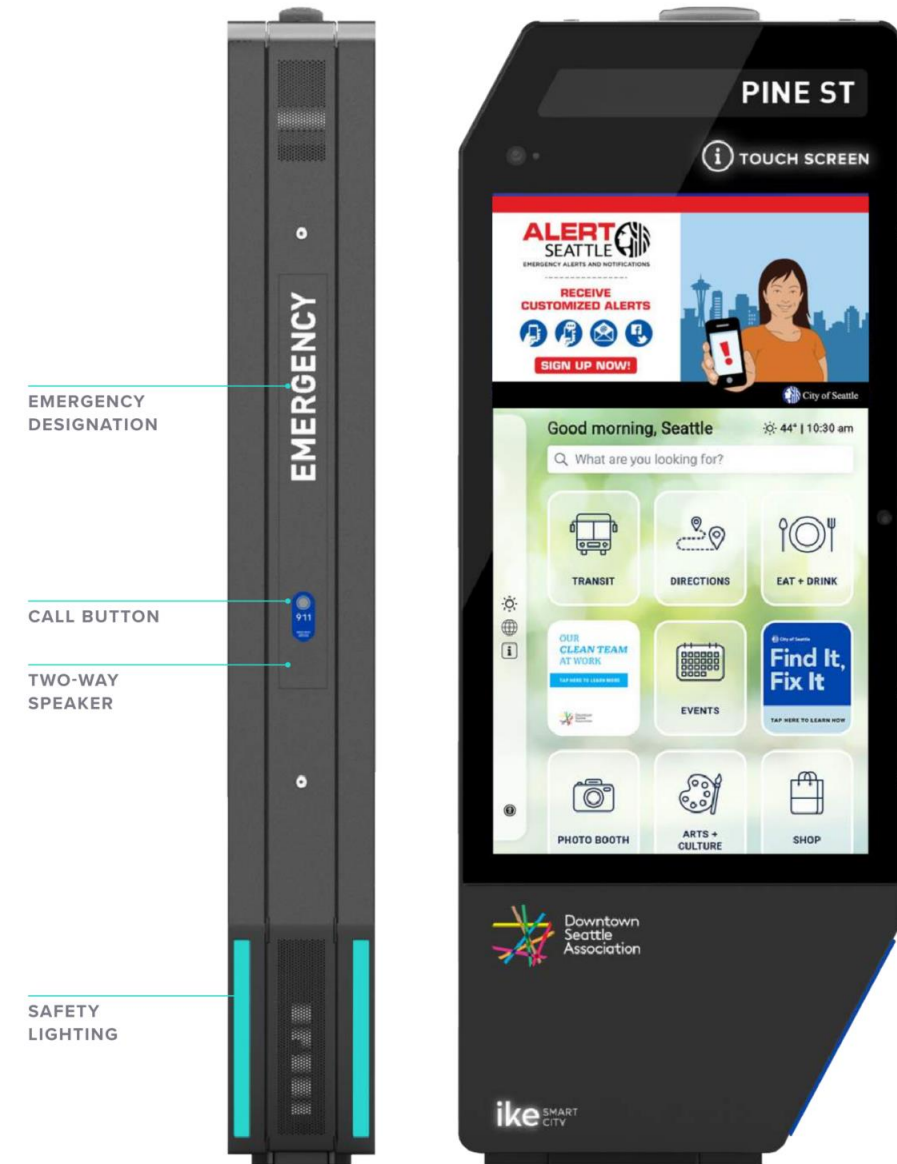 EMERGENCY
DESIGNATION
CALL BUTTON
TWO-WAY
SPEAKER
SAFETY
LIGHTING
EMERGENCY
911
PINE ST
i TOUCH SCREEN
ALERT
SEATTLE
EMERGENCY ALERTS AND NOTIFICATIONS
RECEIVE
CUSTOMIZED ALERTS
SIGN UP NOW!
City of Seattle
Good morning, Seattle
44° | 10:30 am
What are you looking for?
TRANSIT
DIRECTIONS
EAT + DRINK
OUR
CLEAN TEAM
AT WORK
TAP HERE TO LEARN MORE
Downtown
Seattle
Association
EVENTS
City of Seattle
Find It,
Fix It
TAP HERE TO LEARN HOW
PHOTO BOOTH
ARTS +
CULTURE
SHOP
Downtown
Seattle
Association
ike SMART
CITY